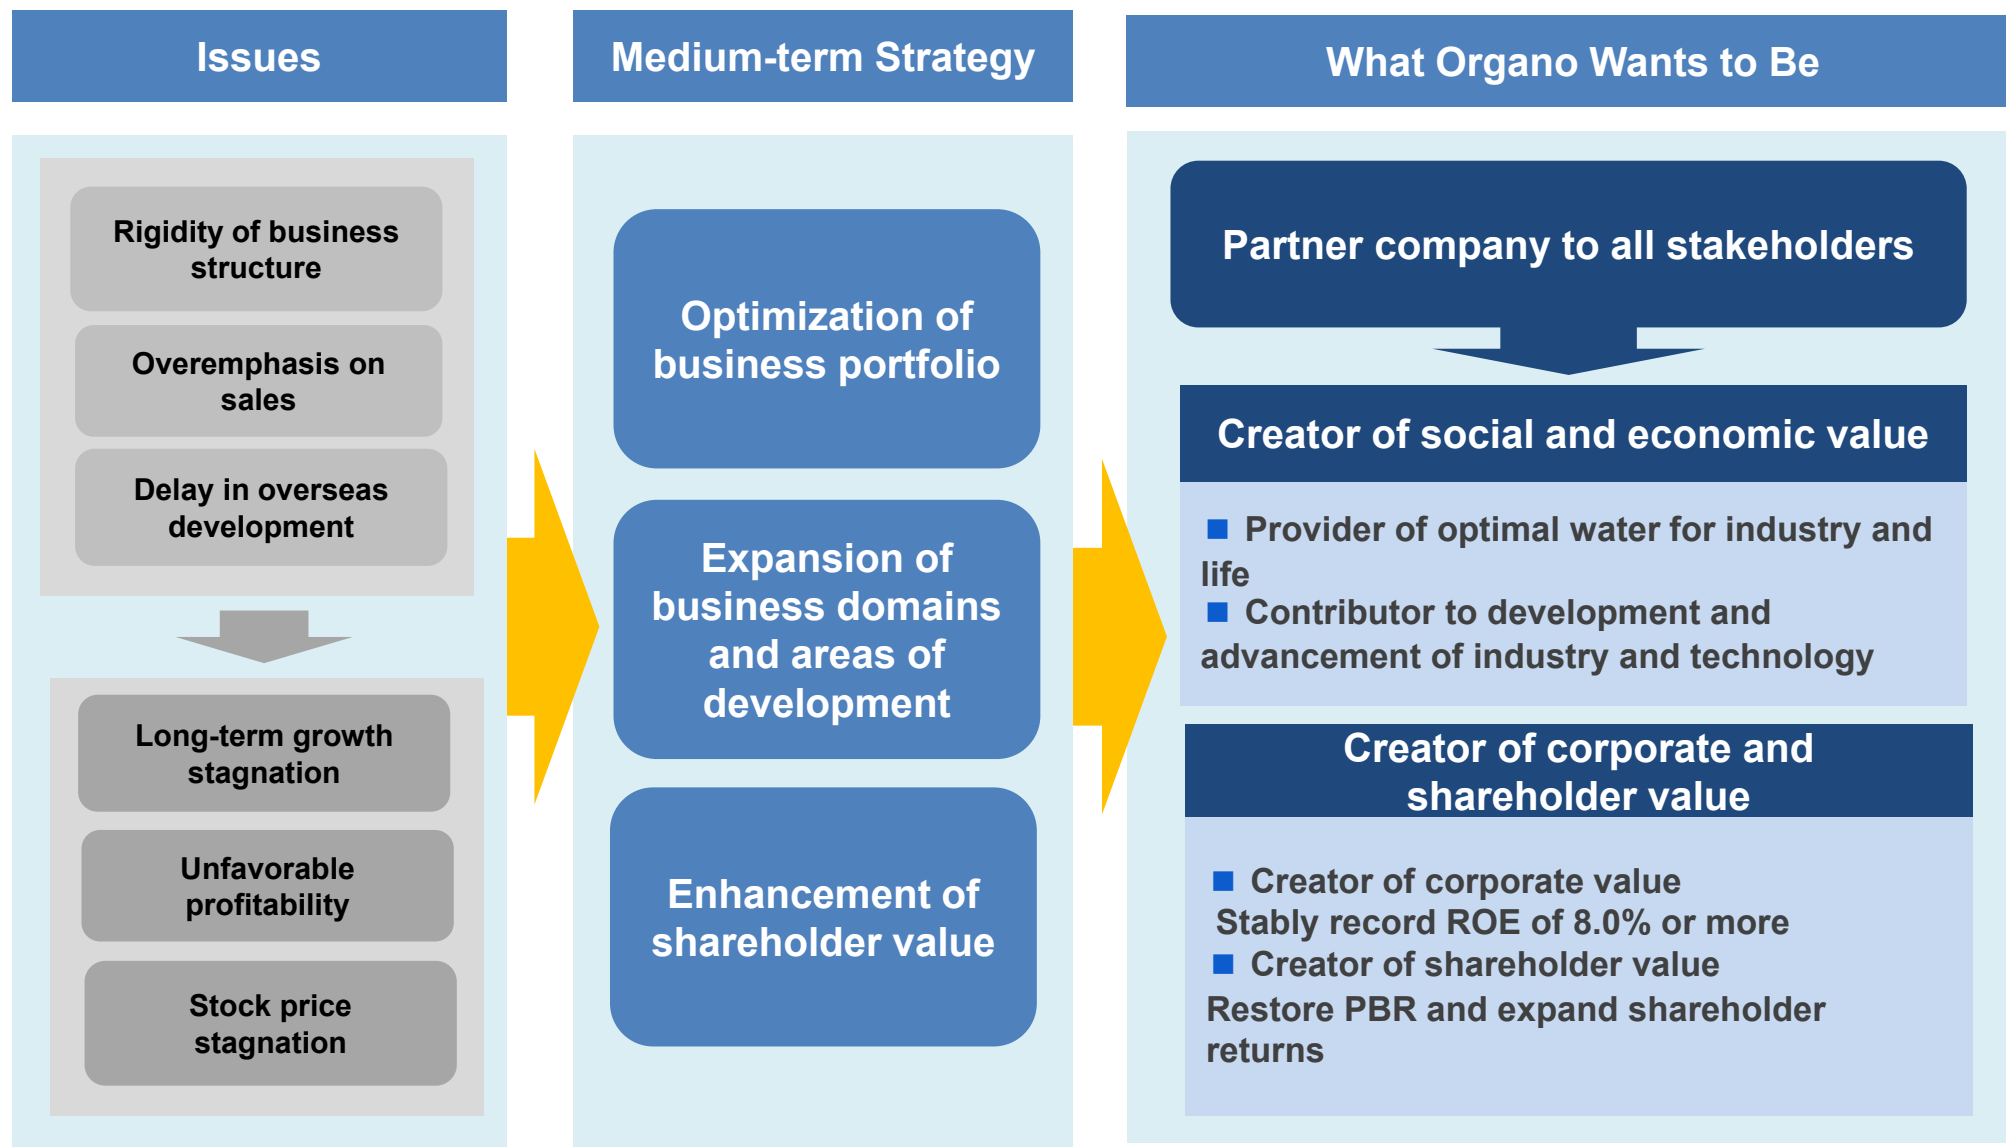 Issues
Rigidity of business
structure
Overemphasis on
sales
Delay in overseas
development
Long-term growth
stagnation
Unfavorable
profitability
Stock price
stagnation
Medium-term Strategy
Optimization of
business portfolio
Expansion of
business domains
and areas of
development
Enhancement of
shareholder value
What Organo Wants to Be
Partner company to all stakeholders
Creator of social and economic value
■ Provider of optimal water for industry and
life
■ Contributor to development and
advancement of industry and technology
Creator of corporate and
shareholder value
■ Creator of corporate value
Stably record ROE of 8.0% or more
■ Creator of shareholder value
Restore PBR and expand shareholder
returns